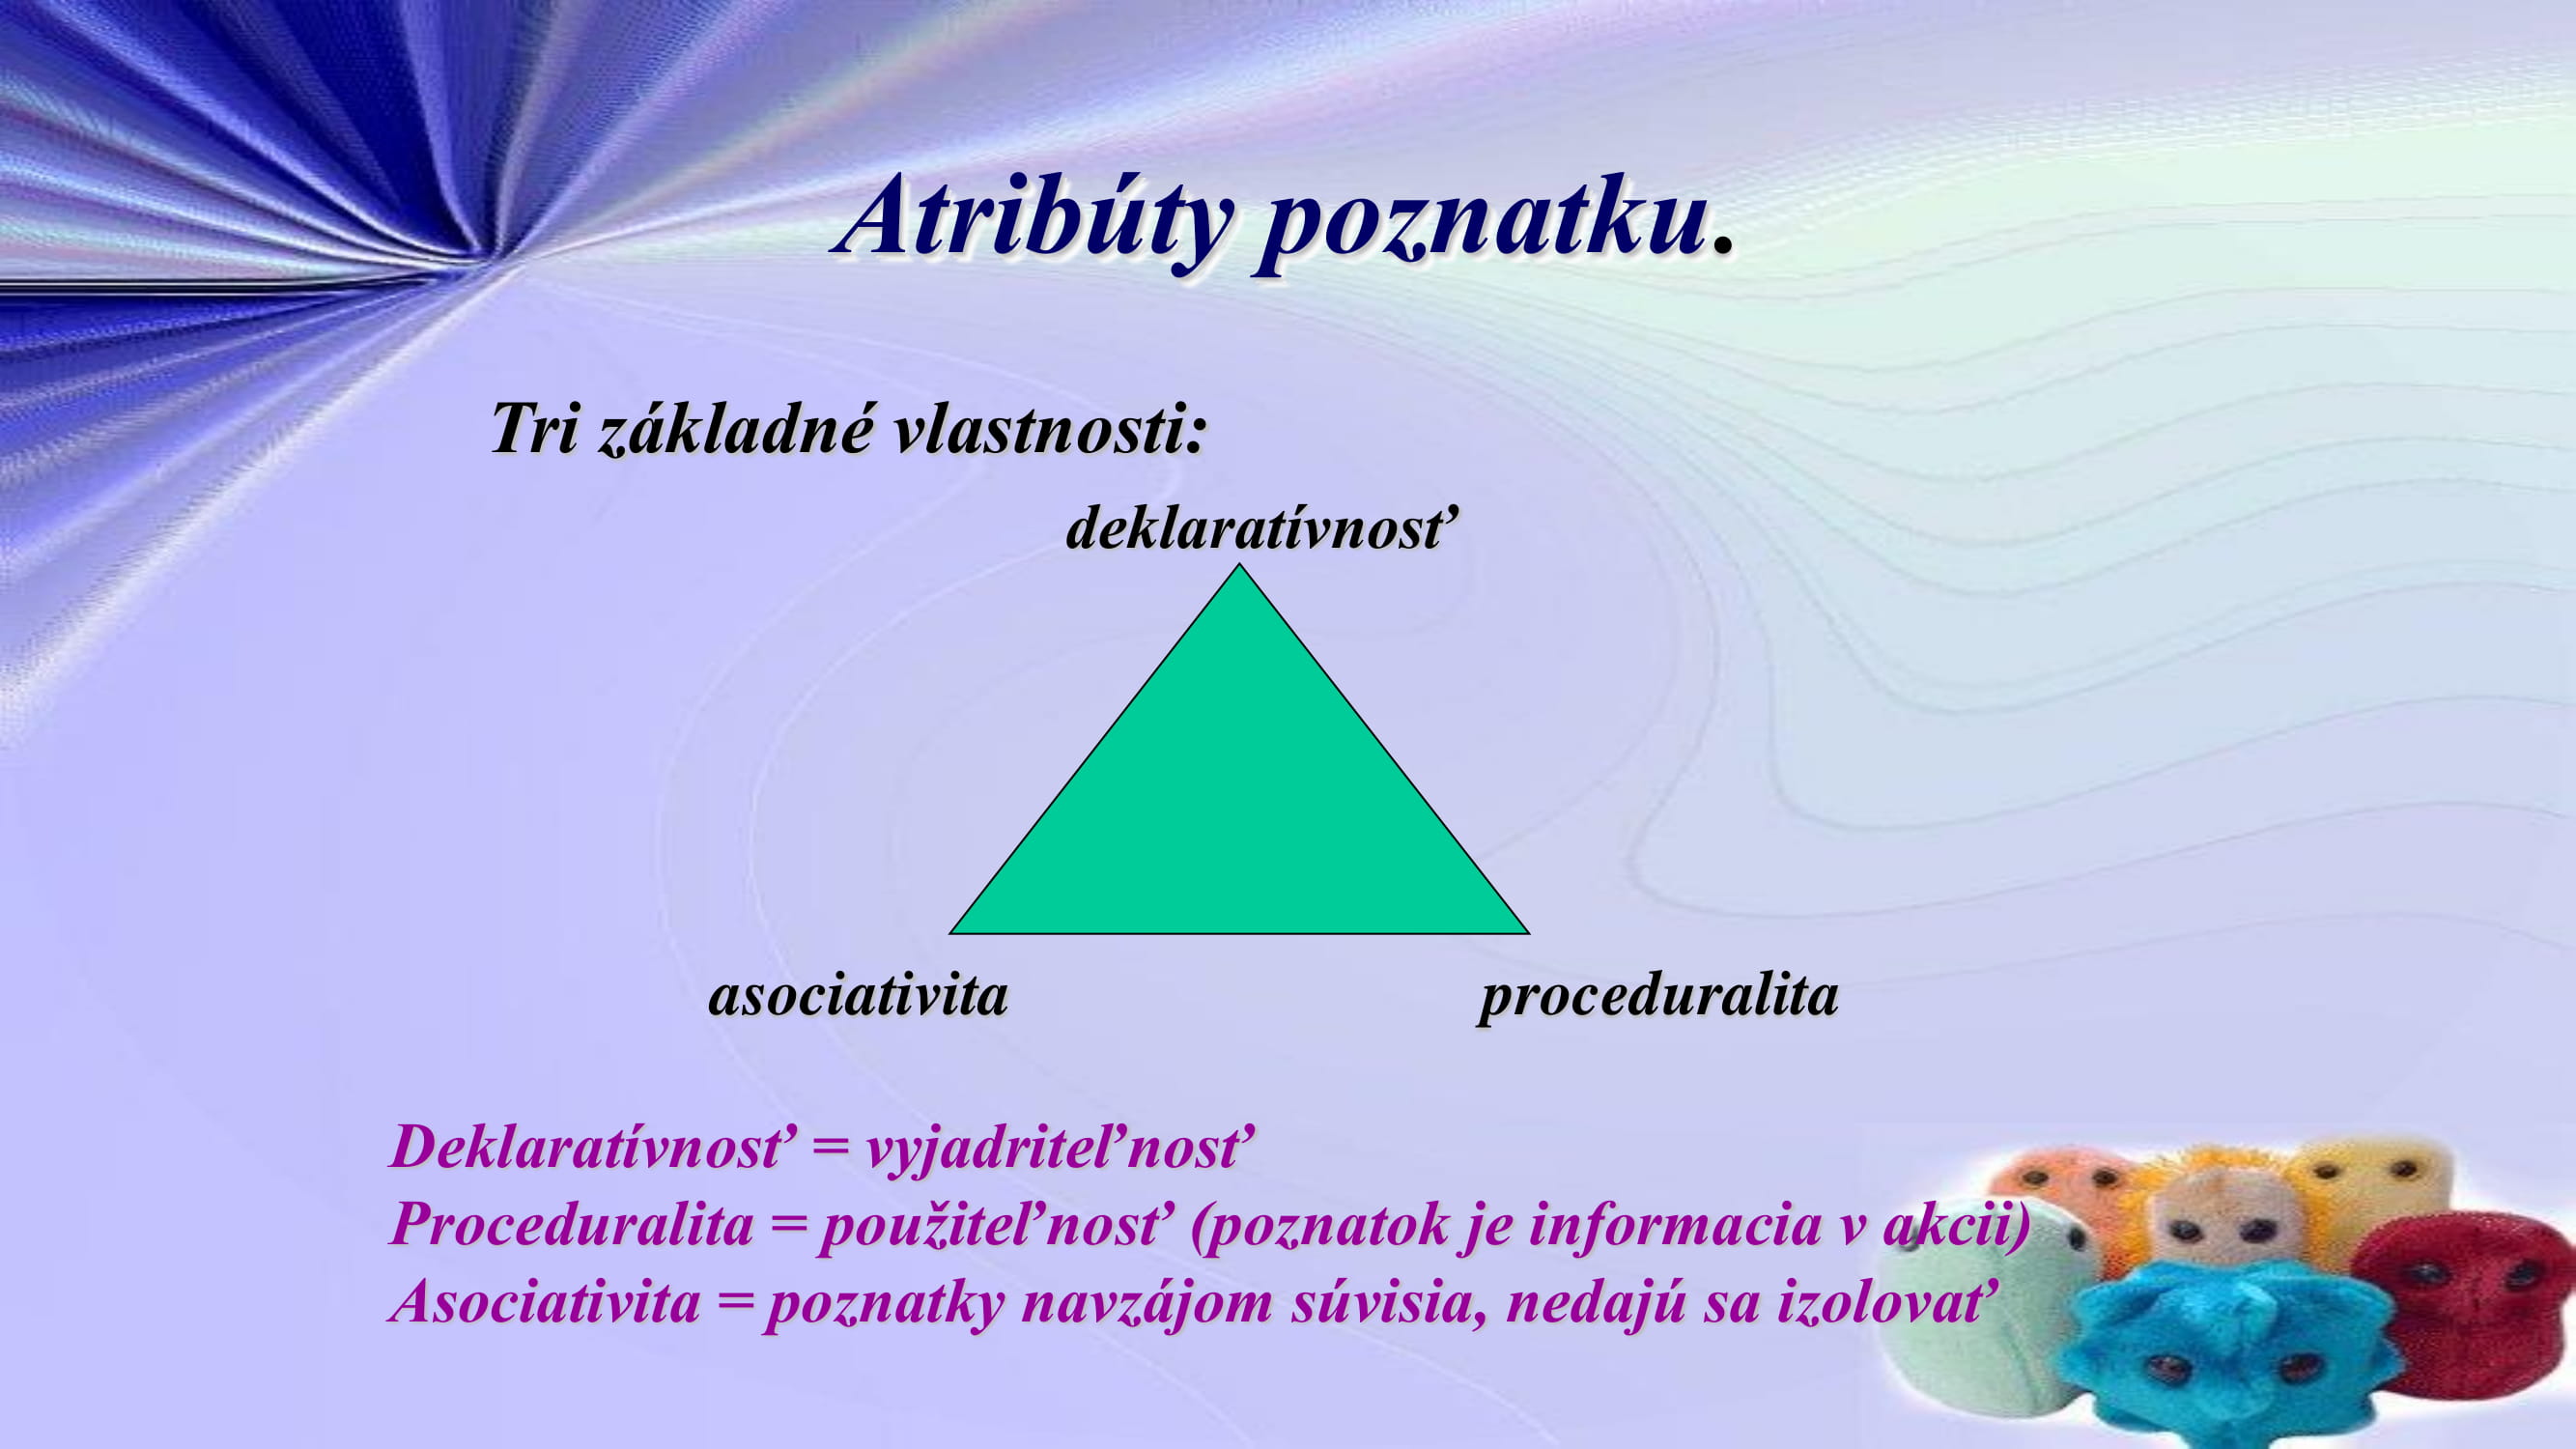 Atribúty poznatku.
Tri základné vlastnosti:
deklaratívnosť
asociativita
proceduralita
Deklaratívnosť = vyjadriteľnosť
Proceduralita = použiteľnosť (poznatok je informacia v akcii)
Asociativita = poznatky navzájom súvisia, nedajú sa izolovať